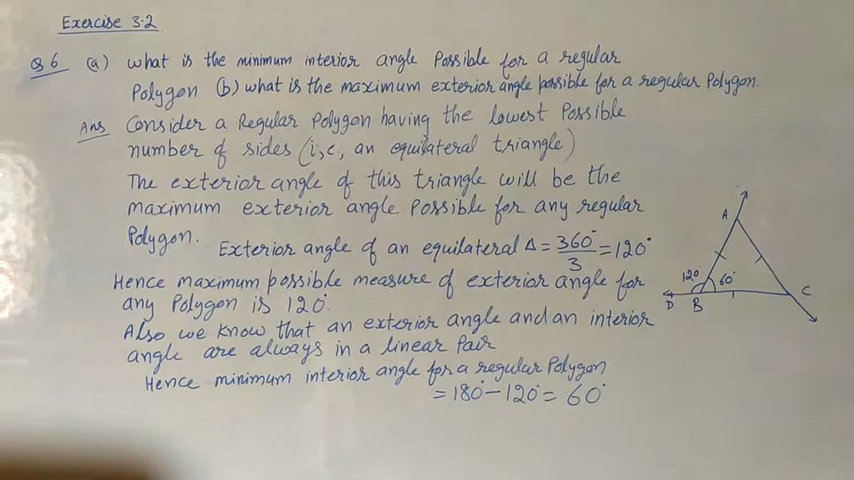 Exercise 3.2
Q6 (a) what is the minimum interior angle Possible for a regular
Polygon (b) what is the maximum exterior angle possible for a regular Polygon.
Ans Consider a Regular Polygon having the lowest Possible
number of sides (i,e, an equilateral triangle)
The exterior angle of this triangle will be the
maximum exterior angle Possible for any regular
Polygon. Exterior angle of an equilateral Δ = 360°/3 = 120°
Hence maximum possible measure of exterior angle for
any Polygon is 120°.
Also we know that an exterior angle and an interior
angle are always in a linear Pair
Hence minimum interior angle for a regular Polygon
= 180° - 120° = 60°
A
120° 60°
D B C